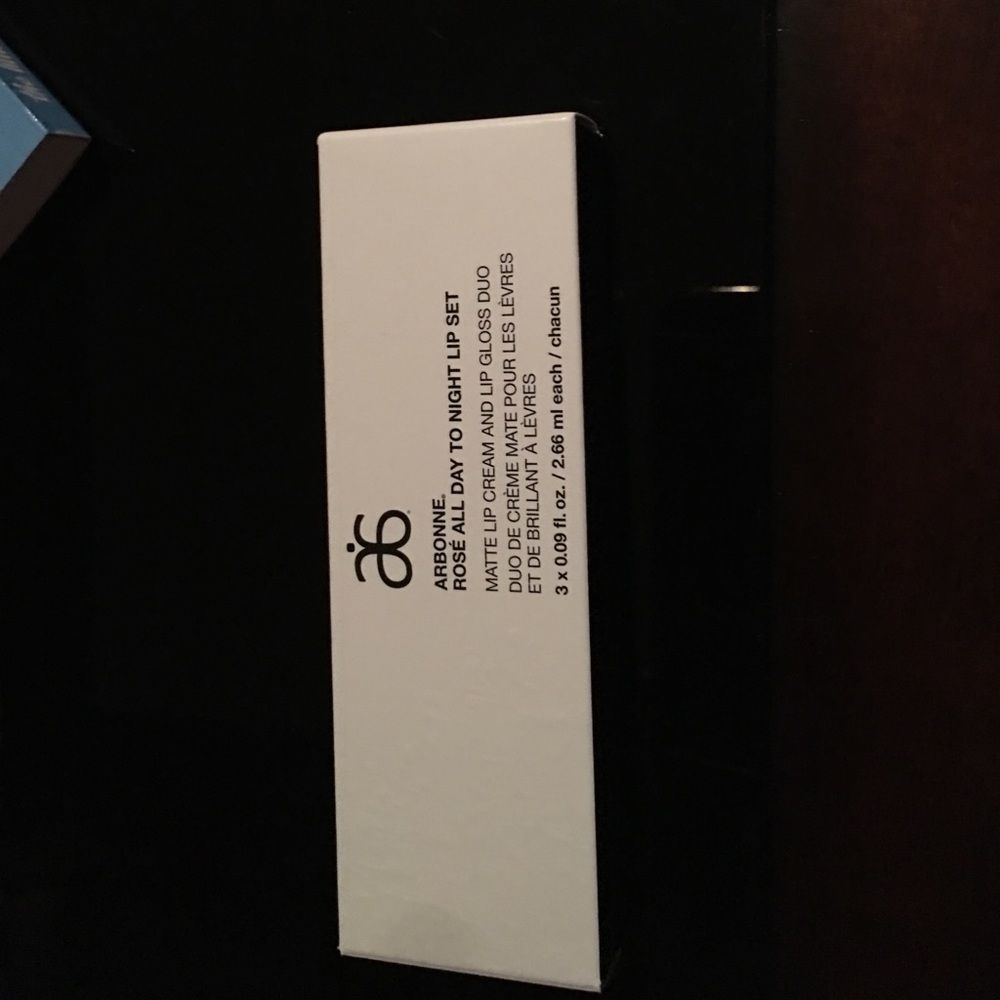 ARBONNE®
ROSÉ ALL DAY TO NIGHT LIP SET
MATTE LIP CREAM AND LIP GLOSS DUO
DUO DE CRÈME MATE POUR LES LÈVRES
ET DE BRILLANT À LÈVRES
3 x 0.09 fl. oz. / 2.66 ml each / chacun